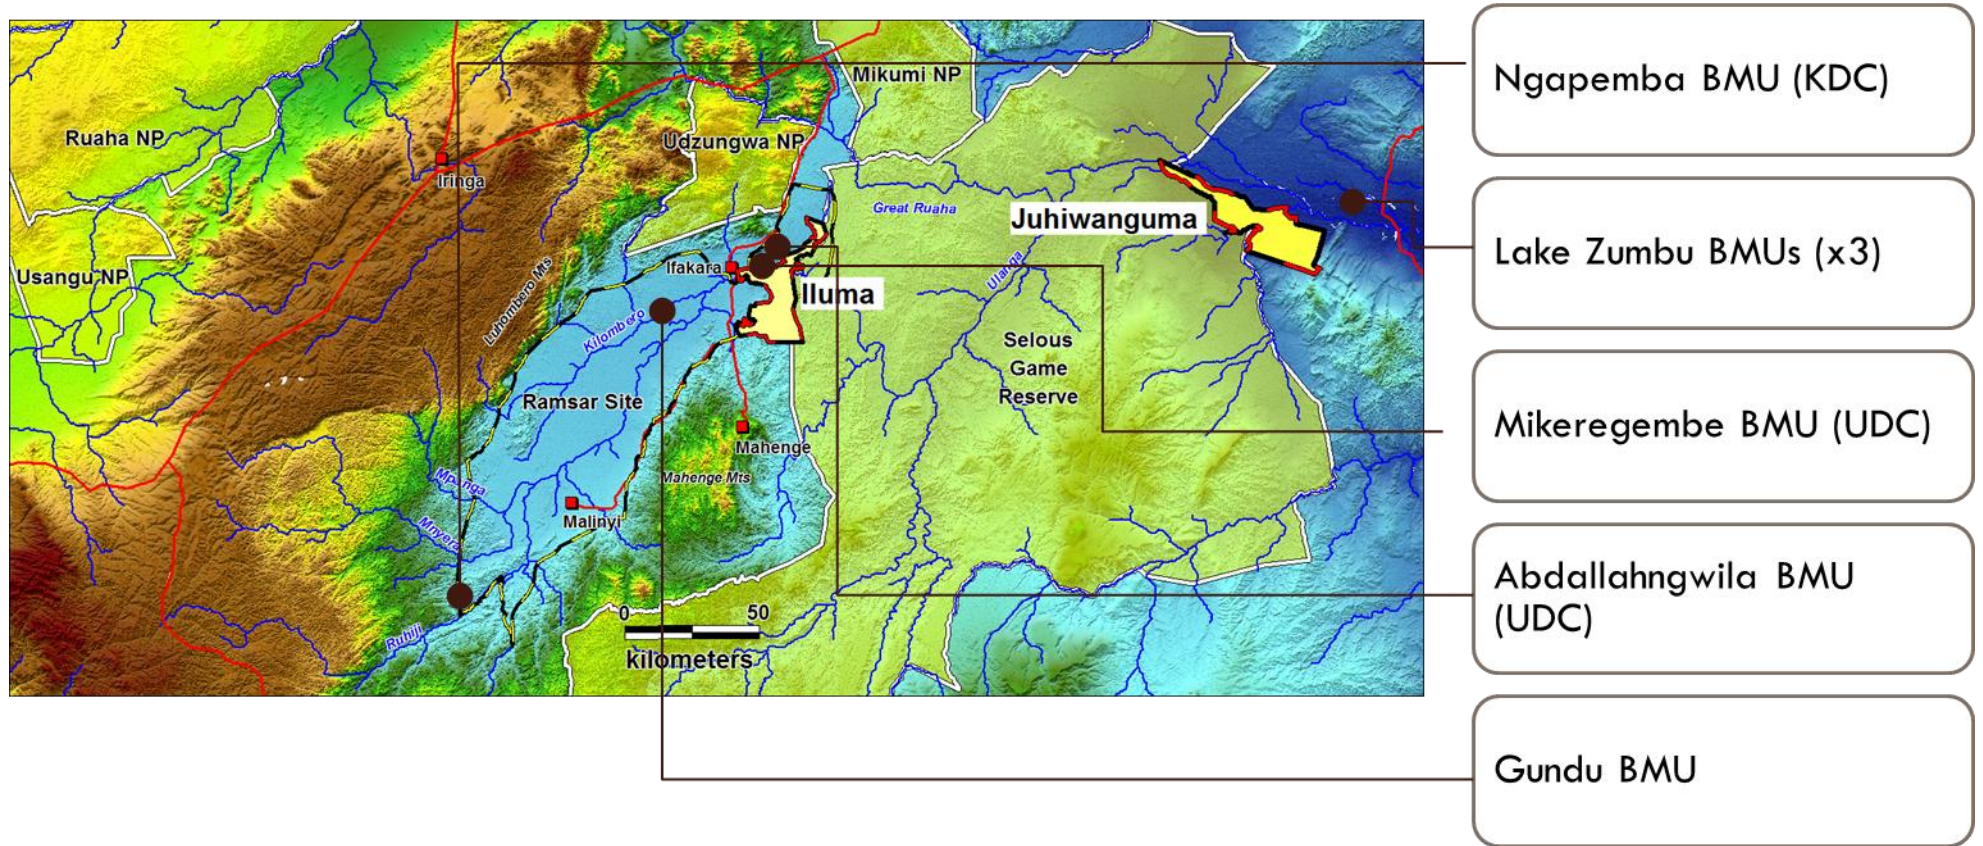 Mikumi NP
Ruaha NP
Udzungwa NP
Iringa
Great Ruaha
Juhiwanguma
Usangu NP
Luhombero Mts
Ifakara
Ulanga
Iluma
Kilombero
Selous
Game
Reserve
Ramsar Site
Mahenge
Mahenge Mts
Mpanga
Malinyi
Mnyera
Ruhiji
0 50
kilometers
Ngapemba BMU (KDC)
Lake Zumbu BMUs (x3)
Mikeregembe BMU (UDC)
Abdallahngwila BMU
(UDC)
Gundu BMU